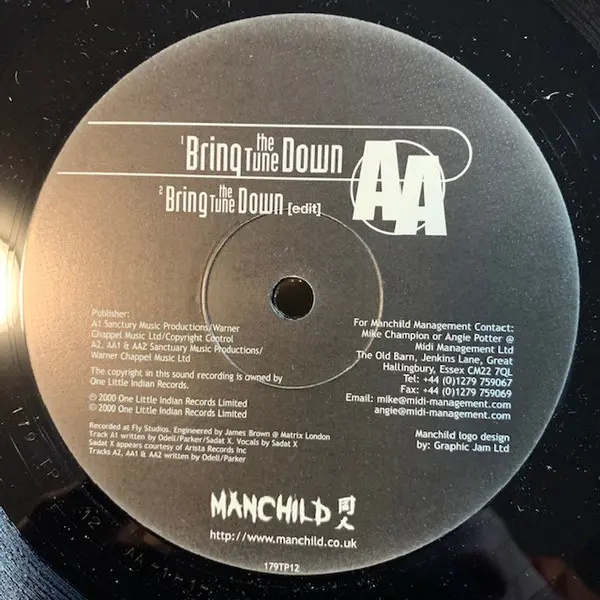 1 Bring the Tune Down
2 Bring the Tune Down [edit]
AA
Publisher:
A1 Sanctury Music Productions/Warner
Chappel Music Ltd/Copyright Control
A2, AA1 & AA2 Sanctuary Music Productions/
Warner Chappel Music Ltd
The copyright in this sound recording is owned by
One Little Indian Records.
℗ 2000 One Little Indian Records Limited
© 2000 One Little Indian Records Limited
Recorded at Fly Studios. Engineered by James Brown @ Matrix London
Track A1 written by Odell/Parker/Sadat X. Vocals by Sadat X
Sadat X appears courtesy of Arista Records Inc
Tracks A2, AA1 & AA2 written by Odell/Parker
For Manchild Management Contact:
Mike Champion or Angie Potter @
Midi Management Ltd
The Old Barn, Jenkins Lane, Great
Hallingbury, Essex CM22 7QL
Tel: +44 (0)1279 759067
Fax: +44 (0)1279 759069
Email: mike@midi-management.com
angie@midi-management.com
Manchild logo design
by: Graphic Jam Ltd
MANCHILD
http://www.manchild.co.uk
179TP12